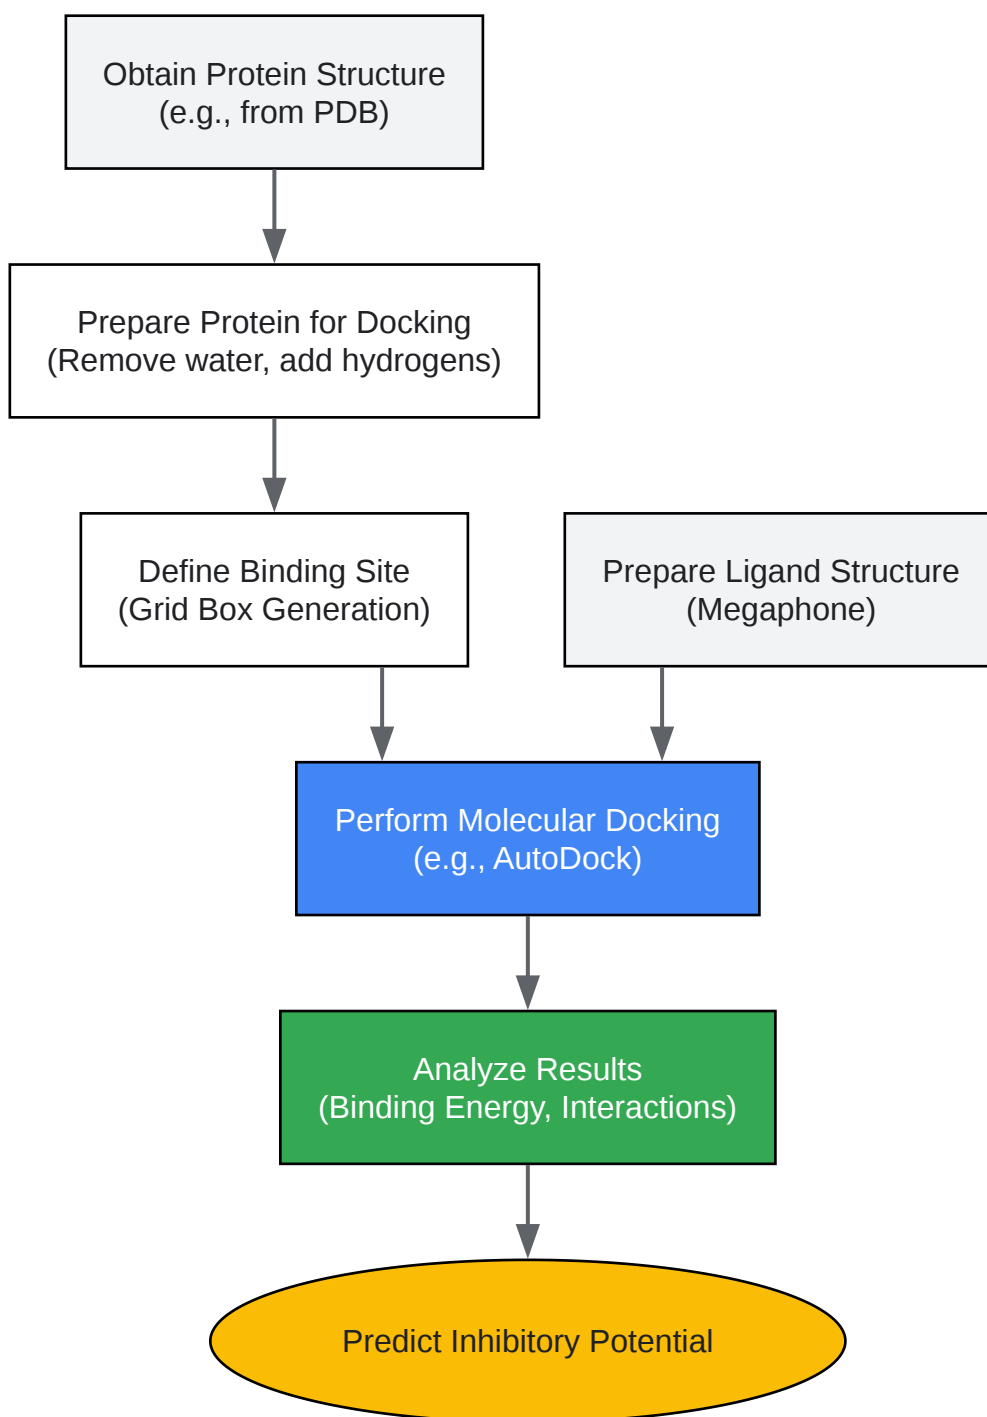 Obtain Protein Structure
(e.g., from PDB)
Prepare Protein for Docking
(Remove water, add hydrogens)
Define Binding Site
(Grid Box Generation)
Prepare Ligand Structure
(Megaphone)
Perform Molecular Docking
(e.g., AutoDock)
Analyze Results
(Binding Energy, Interactions)
Predict Inhibitory Potential